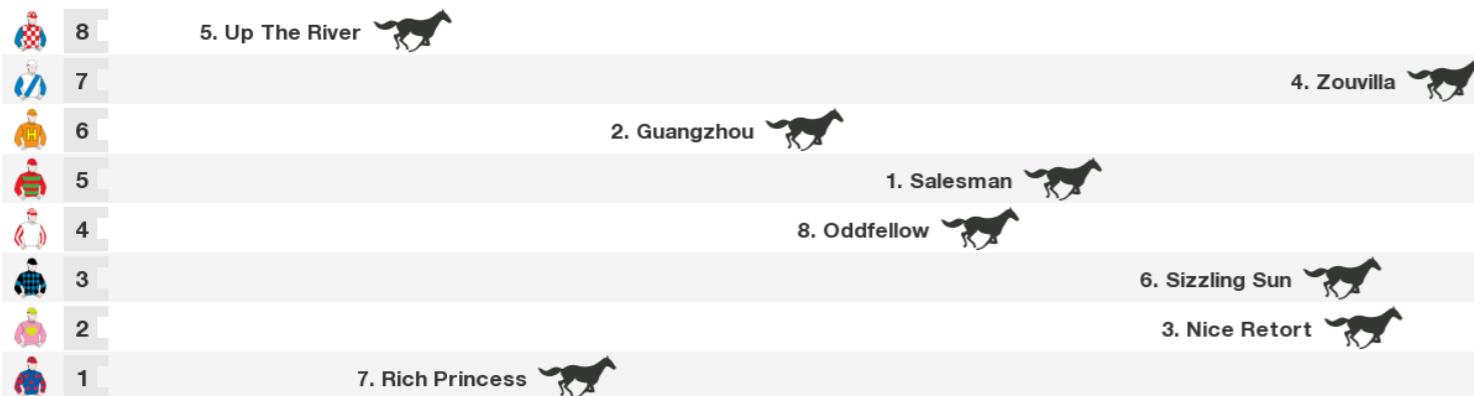 8 5. Up The River
7 4. Zouvilla
6 H 2. Guangzhou
5 1. Salesman
4 8. Oddfellow
3 6. Sizzling Sun
2 3. Nice Retort
1 7. Rich Princess